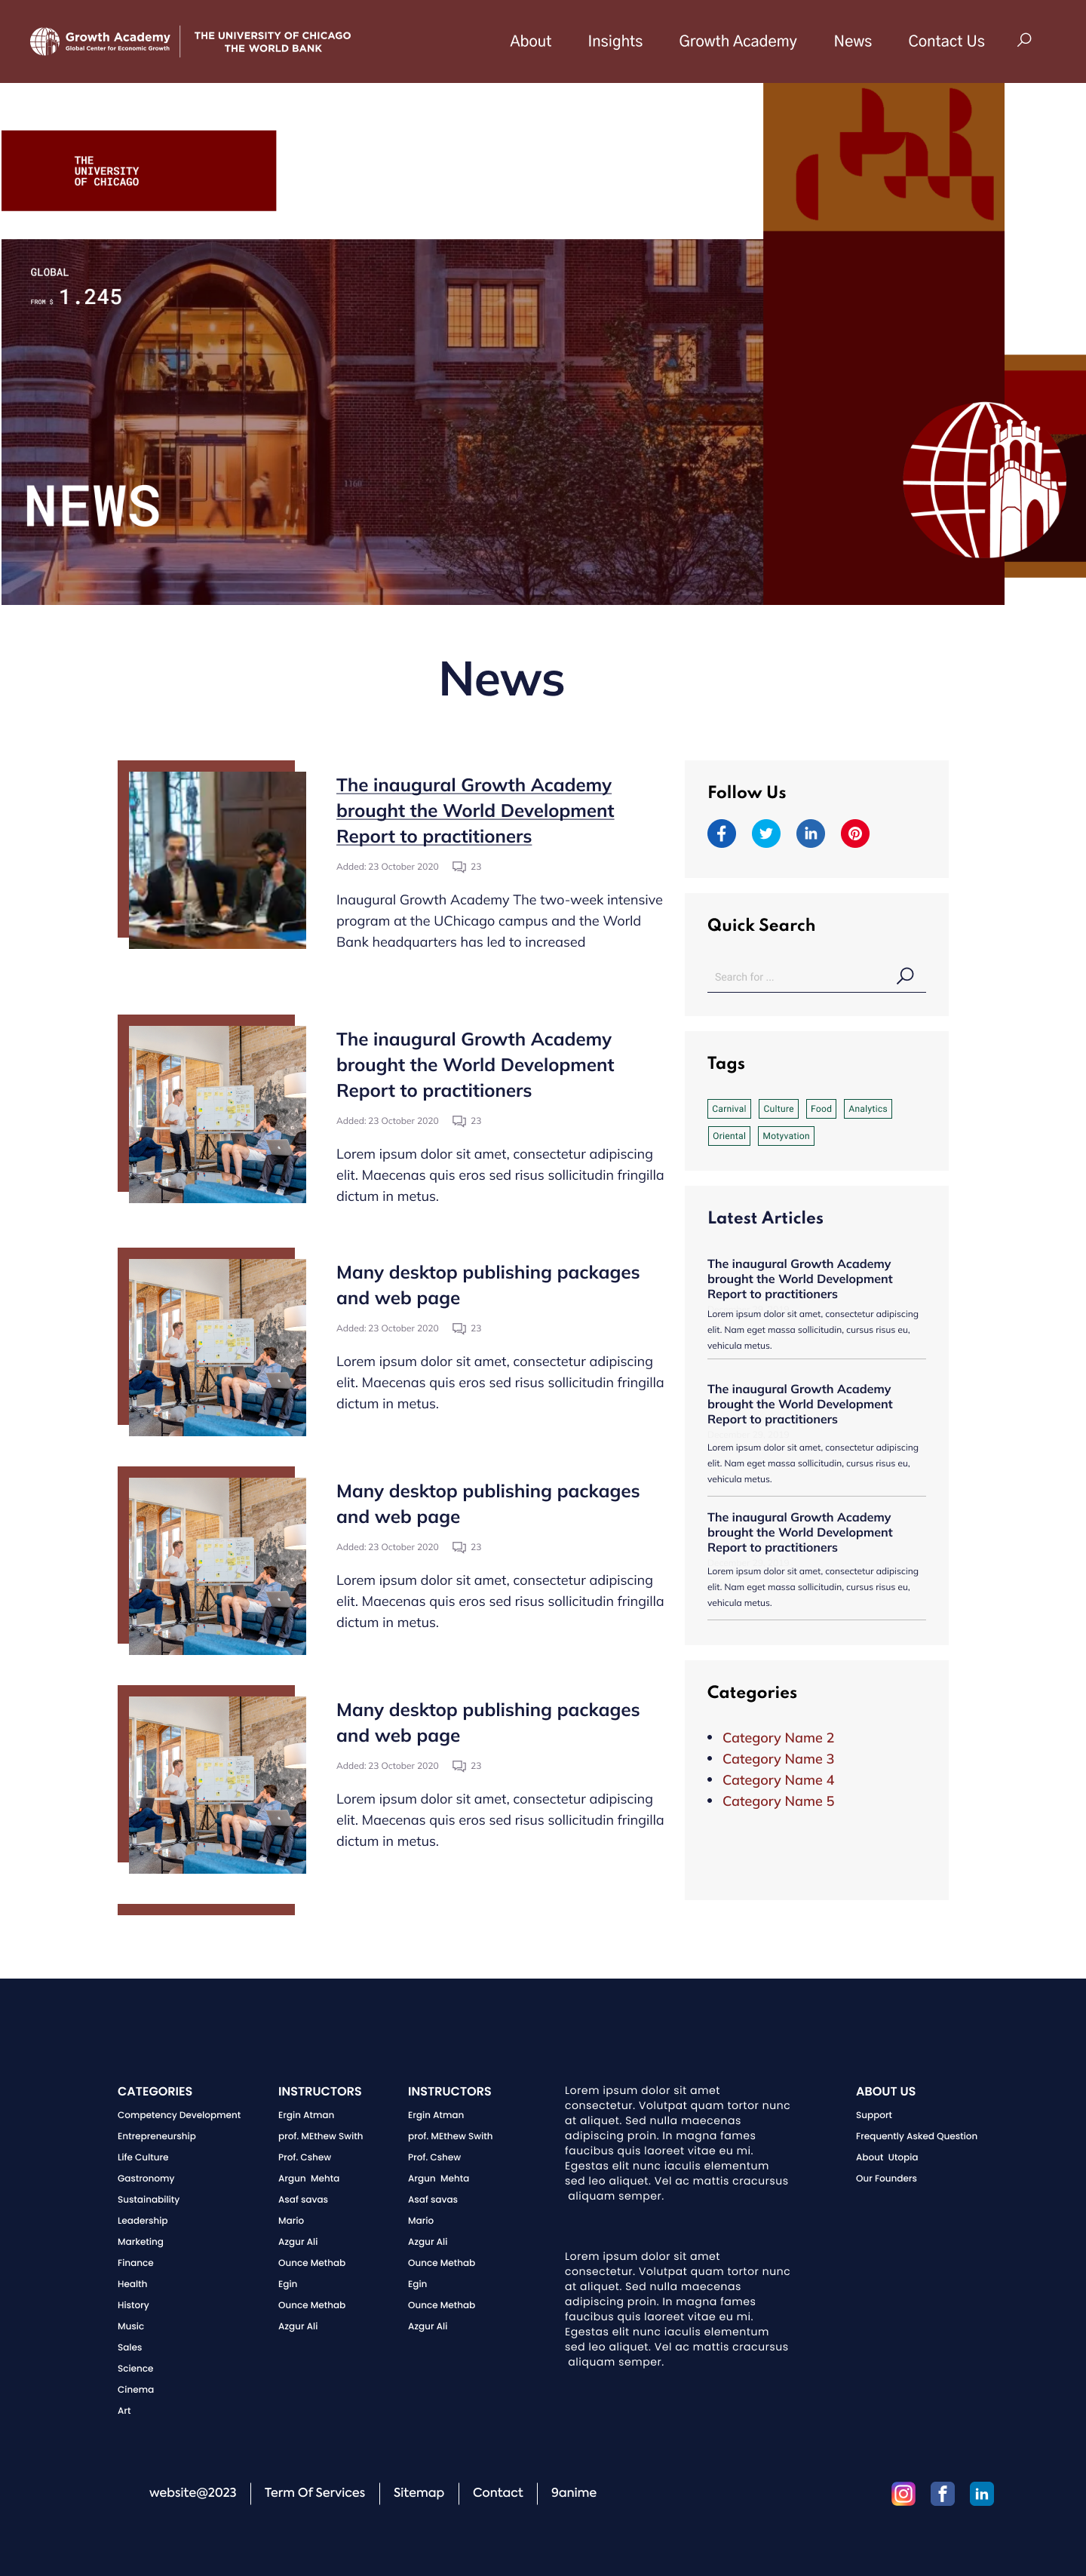 Growth Academy
Global Center for Economic Growth
THE UNIVERSITY OF CHICAGO
THE WORLD BANK
About
Insights
Growth Academy
News
Contact Us
THE
UNIVERSITY
OF CHICAGO
GLOBAL
FROM $ 1.245
1160
NEWS
News
The inaugural Growth Academy
brought the World Development
Report to practitioners
Added: 23 October 2020
23
Inaugural Growth Academy The two-week intensive
program at the UChicago campus and the World
Bank headquarters has led to increased
The inaugural Growth Academy
brought the World Development
Report to practitioners
Added: 23 October 2020
23
Lorem ipsum dolor sit amet, consectetur adipiscing
elit. Maecenas quis eros sed risus sollicitudin fringilla
dictum in metus.
Many desktop publishing packages
and web page
Added: 23 October 2020
23
Lorem ipsum dolor sit amet, consectetur adipiscing
elit. Maecenas quis eros sed risus sollicitudin fringilla
dictum in metus.
Many desktop publishing packages
and web page
Added: 23 October 2020
23
Lorem ipsum dolor sit amet, consectetur adipiscing
elit. Maecenas quis eros sed risus sollicitudin fringilla
dictum in metus.
Many desktop publishing packages
and web page
Added: 23 October 2020
23
Lorem ipsum dolor sit amet, consectetur adipiscing
elit. Maecenas quis eros sed risus sollicitudin fringilla
dictum in metus.
Follow Us
Quick Search
Search for ...
Tags
Carnival
Culture
Food
Analytics
Oriental
Motyvation
Latest Articles
The inaugural Growth Academy
brought the World Development
Report to practitioners
Lorem ipsum dolor sit amet, consectetur adipiscing
elit. Nam eget massa sollicitudin, cursus risus eu,
vehicula metus.
The inaugural Growth Academy
brought the World Development
Report to practitioners
Lorem ipsum dolor sit amet, consectetur adipiscing
elit. Nam eget massa sollicitudin, cursus risus eu,
vehicula metus.
The inaugural Growth Academy
brought the World Development
Report to practitioners
Lorem ipsum dolor sit amet, consectetur adipiscing
elit. Nam eget massa sollicitudin, cursus risus eu,
vehicula metus.
Categories
Category Name 2
Category Name 3
Category Name 4
Category Name 5
CATEGORIES
Competency Development
Entrepreneurship
Life Culture
Gastronomy
Sustainability
Leadership
Marketing
Finance
Health
History
Music
Sales
Science
Cinema
Art
INSTRUCTORS
Ergin Atman
prof. MEthew Swith
Prof. Cshew
Argun Mehta
Asaf savas
Mario
Azgur Ali
Ounce Methab
Egin
Ounce Methab
Azgur Ali
INSTRUCTORS
Ergin Atman
prof. MEthew Swith
Prof. Cshew
Argun Mehta
Asaf savas
Mario
Azgur Ali
Ounce Methab
Egin
Ounce Methab
Azgur Ali
Lorem ipsum dolor sit amet
consectetur. Volutpat quam tortor nunc
at aliquet. Sed nulla maecenas
adipiscing proin. In magna fames
faucibus quis laoreet vitae eu mi.
Egestas elit nunc iaculis elementum
sed leo aliquet. Vel ac mattis cracursus
aliquam semper.
Lorem ipsum dolor sit amet
consectetur. Volutpat quam tortor nunc
at aliquet. Sed nulla maecenas
adipiscing proin. In magna fames
faucibus quis laoreet vitae eu mi.
Egestas elit nunc iaculis elementum
sed leo aliquet. Vel ac mattis cracursus
aliquam semper.
ABOUT US
Support
Frequently Asked Question
About Utopia
Our Founders
website@2023
Term Of Services
Sitemap
Contact
9anime